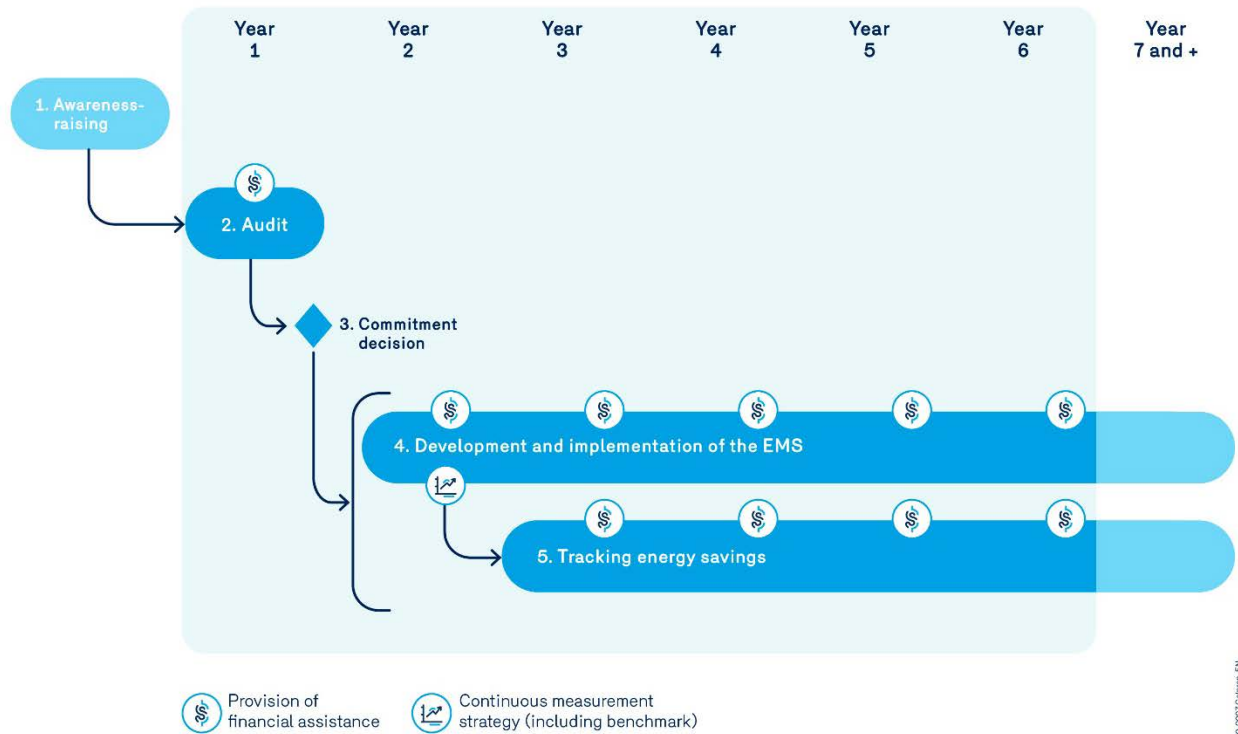 Year
1
Year
2
Year
3
Year
4
Year
5
Year
6
Year
7 and +
1. Awareness-
raising
2. Audit
3. Commitment
decision
4. Development and implementation of the EMS
5. Tracking energy savings
Provision of
financial assistance
Continuous measurement
strategy (including benchmark)